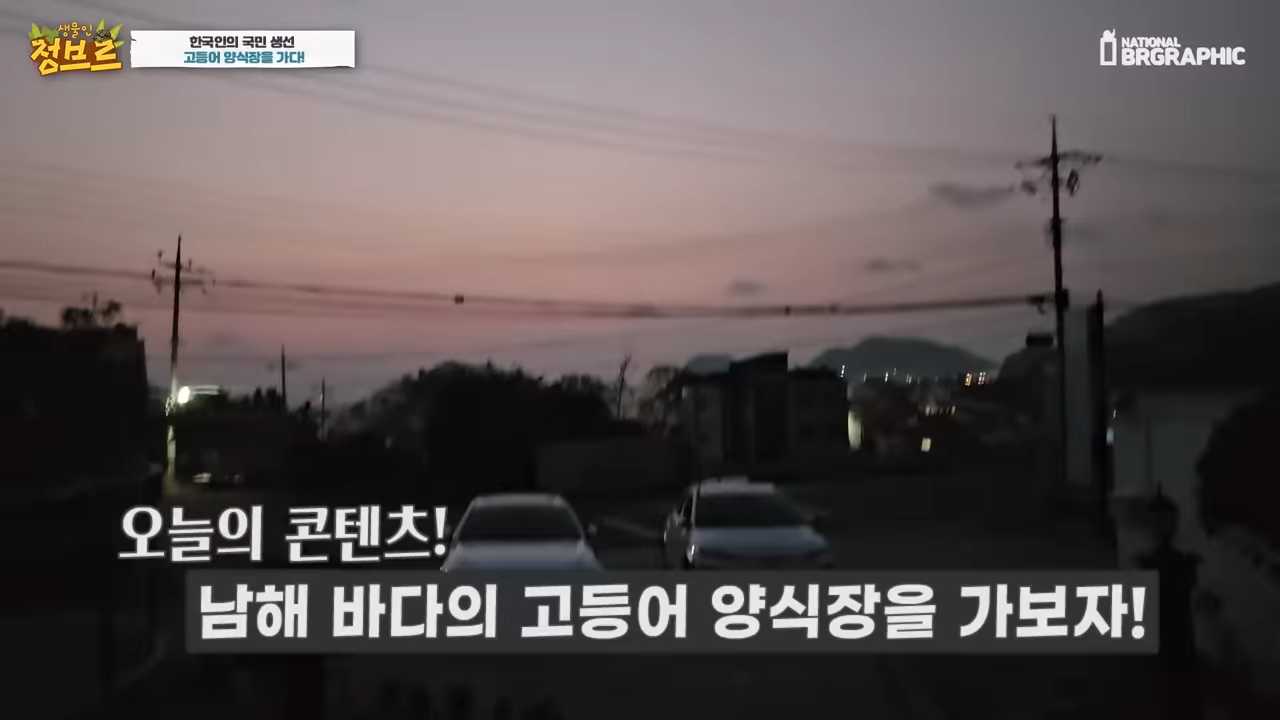 생물인
첨브르
한국인의 국민 생선
고등어 양식장을 가다!
NATIONAL
BRGRAPHIC
오늘의 콘텐츠!
남해 바다의 고등어 양식장을 가보자!